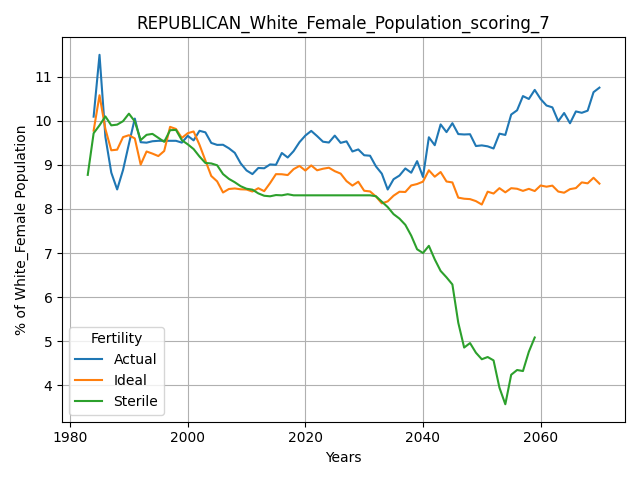 REPUBLICAN_White_Female_Population_scoring_7
% of White_Female Population
11
10
9
8
7
6
5
4
Fertility
Actual
Ideal
Sterile
1980
2000
2020
2040
2060
Years